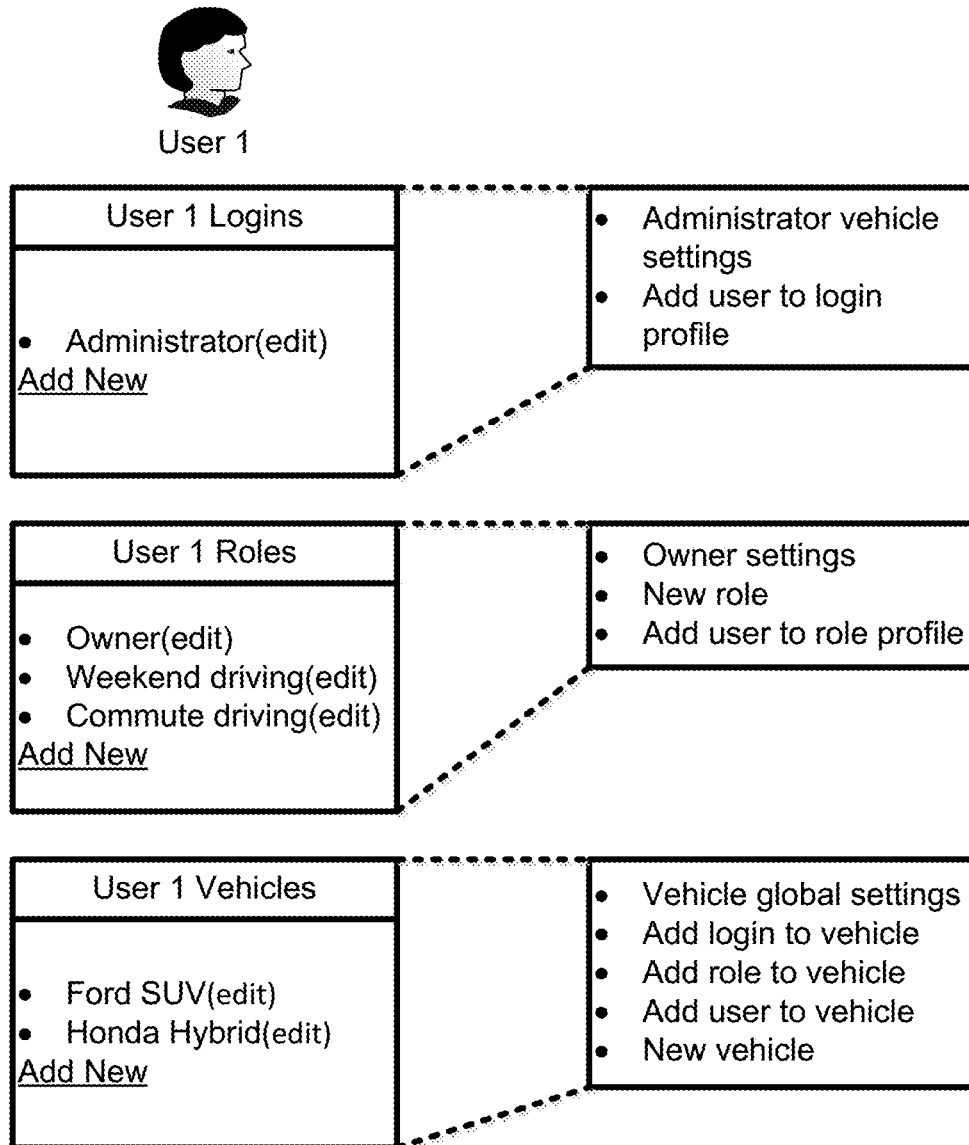 User 1
User 1 Logins
• Administrator(edit)
Add New
• Administrator vehicle
settings
• Add user to login
profile
User 1 Roles
• Owner(edit)
• Weekend driving(edit)
• Commute driving(edit)
Add New
• Owner settings
• New role
• Add user to role profile
User 1 Vehicles
• Ford SUV(edit)
• Honda Hybrid(edit)
Add New
• Vehicle global settings
• Add login to vehicle
• Add role to vehicle
• Add user to vehicle
• New vehicle